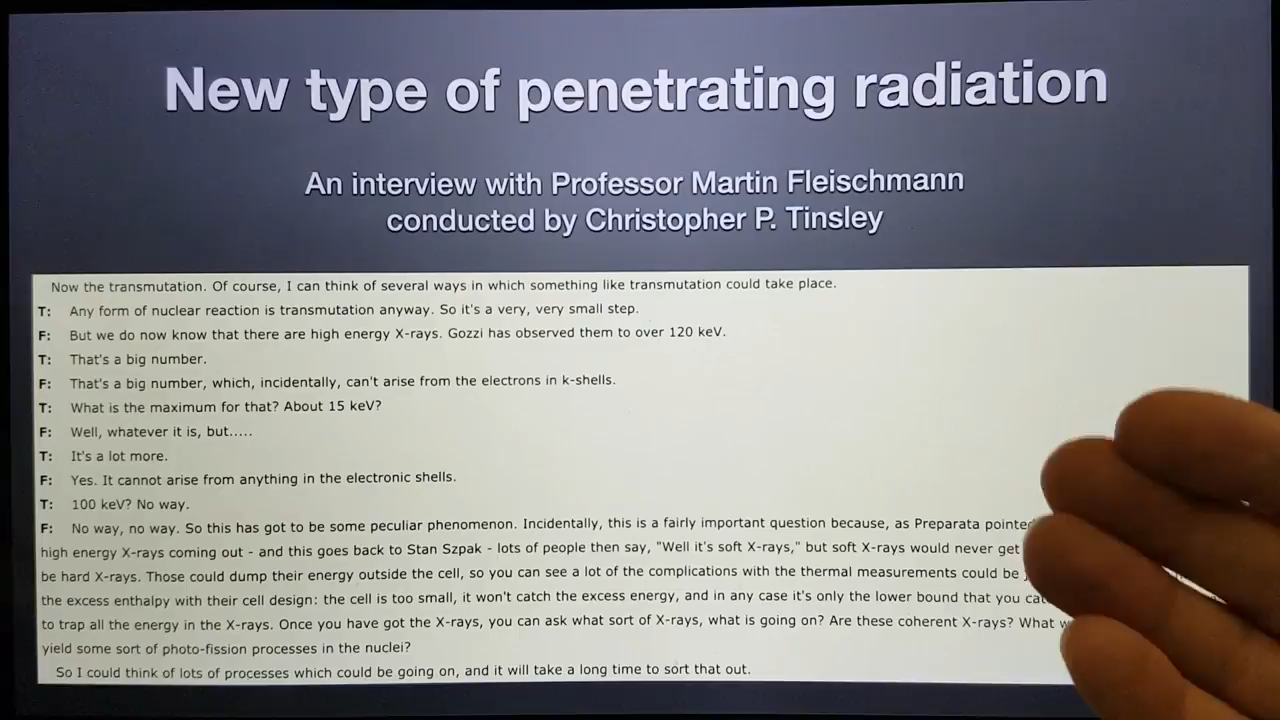 New type of penetrating radiation
An interview with Professor Martin Fleischmann
conducted by Christopher P. Tinsley
Now the transmutation. Of course, I can think of several ways in which something like transmutation could take place.
T: Any form of nuclear reaction is transmutation anyway. So it's a very, very small step.
F: But we do now know that there are high energy X-rays. Gozzi has observed them to over 120 keV.
T: That's a big number.
F: That's a big number, which, incidentally, can't arise from the electrons in k-shells.
T: What is the maximum for that? About 15 keV?
F: Well, whatever it is, but.....
T: It's a lot more.
F: Yes. It cannot arise from anything in the electronic shells.
T: 100 keV? No way.
F: No way, no way. So this has got to be some peculiar phenomenon. Incidentally, this is a fairly important question because, as Preparata pointed
high energy X-rays coming out - and this goes back to Stan Szpak - lots of people then say, "Well it's soft X-rays," but soft X-rays would never get
be hard X-rays. Those could dump their energy outside the cell, so you can see a lot of the complications with the thermal measurements could be
the excess enthalpy with their cell design: the cell is too small, it won't catch the excess energy, and in any case it's only the lower bound that you
to trap all the energy in the X-rays. Once you have got the X-rays, you can ask what sort of X-rays, what is going on? Are these coherent X-rays? What
yield some sort of photo-fission processes in the nuclei?
So I could think of lots of processes which could be going on, and it will take a long time to sort that out.